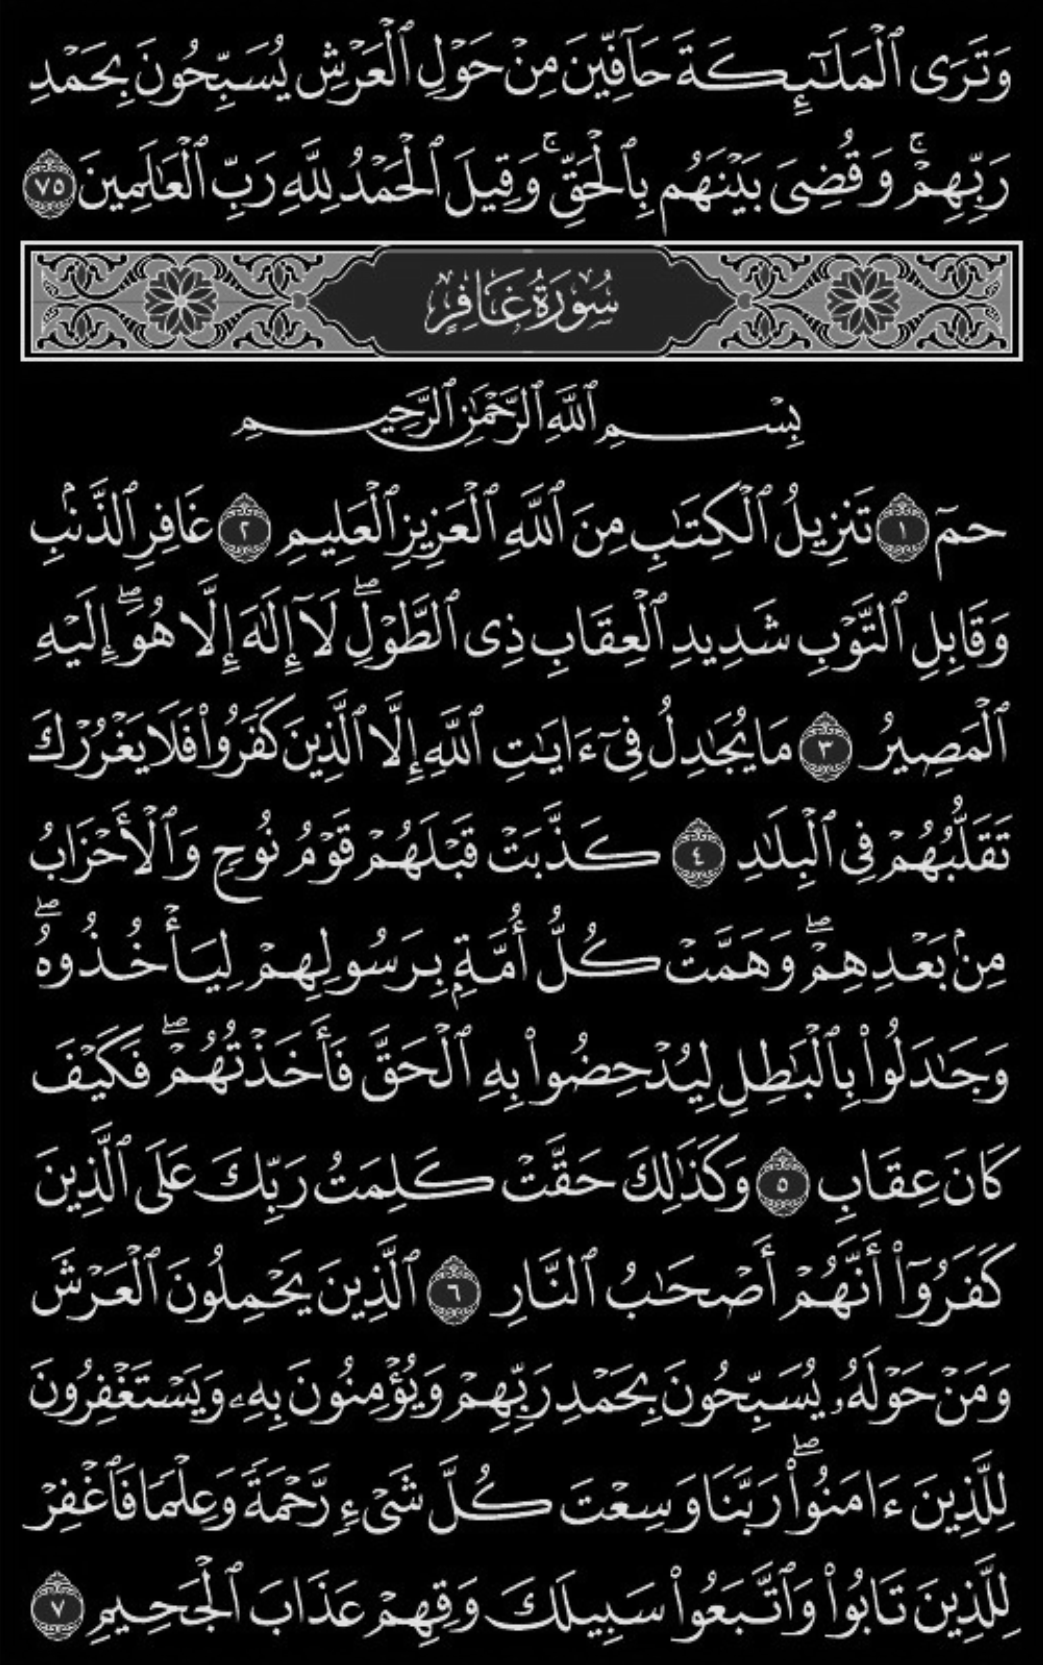 وَتَرَى ٱلْمَلَـٰٓئِكَةَ حَآفِّينَ مِنْ حَوْلِ ٱلْعَرْشِ يُسَبِّحُونَ بِحَمْدِ
رَبِّهِمْ ۚ وَقُضِىَ بَيْنَهُم بِٱلْحَقِّ ۚ وَقِيلَ ٱلْحَمْدُ لِلَّهِ رَبِّ ٱلْعَـٰلَمِينَ ٧٥
سُورَةُ غَافِرٍ
بِسْمِ ٱللَّهِ ٱلرَّحْمَـٰنِ ٱلرَّحِيمِ
حمٓ ١ تَنزِيلُ ٱلْكِتَـٰبِ مِنَ ٱللَّهِ ٱلْعَزِيزِ ٱلْعَلِيمِ ٢ غَافِرِ ٱلذَّنۢبِ
وَقَابِلِ ٱلتَّوْبِ شَدِيدِ ٱلْعِقَابِ ذِى ٱلطَّوْلِ ۖ لَآ إِلَـٰهَ إِلَّا هُوَ ۖ إِلَيْهِ
ٱلْمَصِيرُ ٣ مَا يُجَـٰدِلُ فِىٓ ءَايَـٰتِ ٱللَّهِ إِلَّا ٱلَّذِينَ كَفَرُوا۟ فَلَا يَغْرُرْكَ
تَقَلُّبُهُمْ فِى ٱلْبِلَـٰدِ ٤ كَذَّبَتْ قَبْلَهُمْ قَوْمُ نُوحٍ وَٱلْأَحْزَابُ
مِنۢ بَعْدِهِمْ ۖ وَهَمَّتْ كُلُّ أُمَّةٍۭ بِرَسُولِهِمْ لِيَأْخُذُوهُ ۖ
وَجَـٰدَلُوا۟ بِٱلْبَـٰطِلِ لِيُدْحِضُوا۟ بِهِ ٱلْحَقَّ فَأَخَذْتُهُمْ ۖ فَكَيْفَ
كَانَ عِقَابِ ٥ وَكَذَٰلِكَ حَقَّتْ كَلِمَتُ رَبِّكَ عَلَى ٱلَّذِينَ
كَفَرُوٓا۟ أَنَّهُمْ أَصْحَـٰبُ ٱلنَّارِ ٦ ٱلَّذِينَ يَحْمِلُونَ ٱلْعَرْشَ
وَمَنْ حَوْلَهُۥ يُسَبِّحُونَ بِحَمْدِ رَبِّهِمْ وَيُؤْمِنُونَ بِهِۦ وَيَسْتَغْفِرُونَ
لِلَّذِينَ ءَامَنُوا۟ ۖ رَبَّنَا وَسِعْتَ كُلَّ شَىْءٍ رَّحْمَةً وَعِلْمًا فَٱغْفِرْ
لِلَّذِينَ تَابُوا۟ وَٱتَّبَعُوا۟ سَبِيلَكَ وَقِهِمْ عَذَابَ ٱلْجَحِيمِ ٧